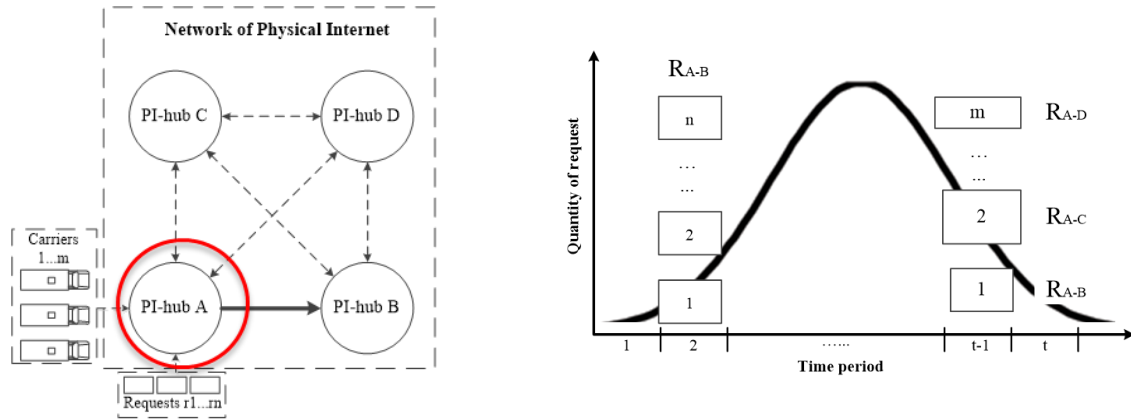 Network of Physical Internet
PI-hub C
PI-hub D
Carriers
1...m
PI-hub A
PI-hub B
Requests r1...rn
Quantity of request
RA-B
n
...
...
2
1
m
RA-D
...
...
2
RA-C
1
RA-B
1
2
......
t-1
t
Time period